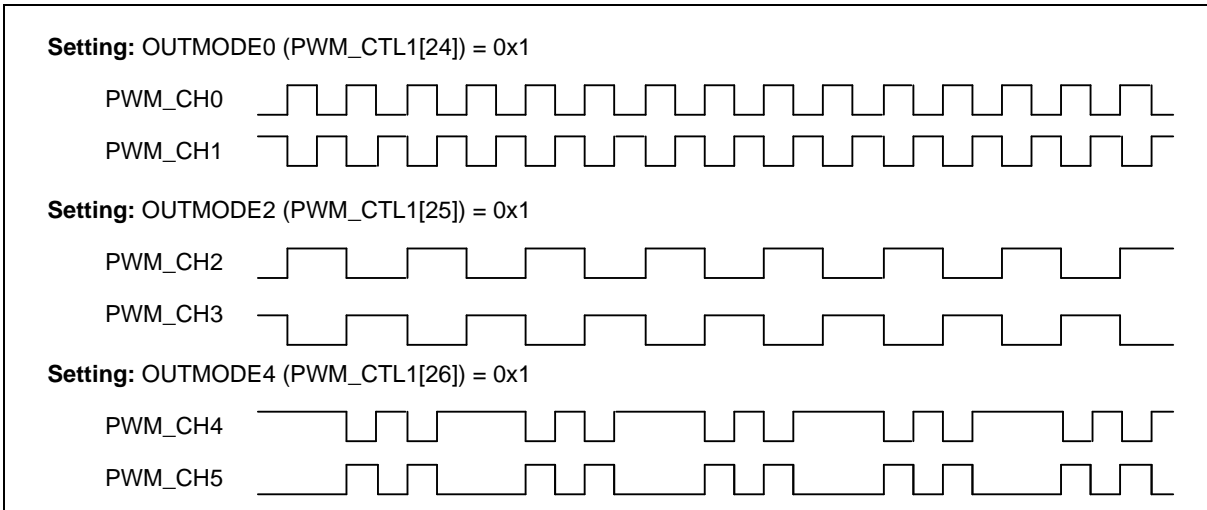 Setting: OUTMODE0 (PWM_CTL1[24]) = 0x1
PWM_CH0
PWM_CH1
Setting: OUTMODE2 (PWM_CTL1[25]) = 0x1
PWM_CH2
PWM_CH3
Setting: OUTMODE4 (PWM_CTL1[26]) = 0x1
PWM_CH4
PWM_CH5